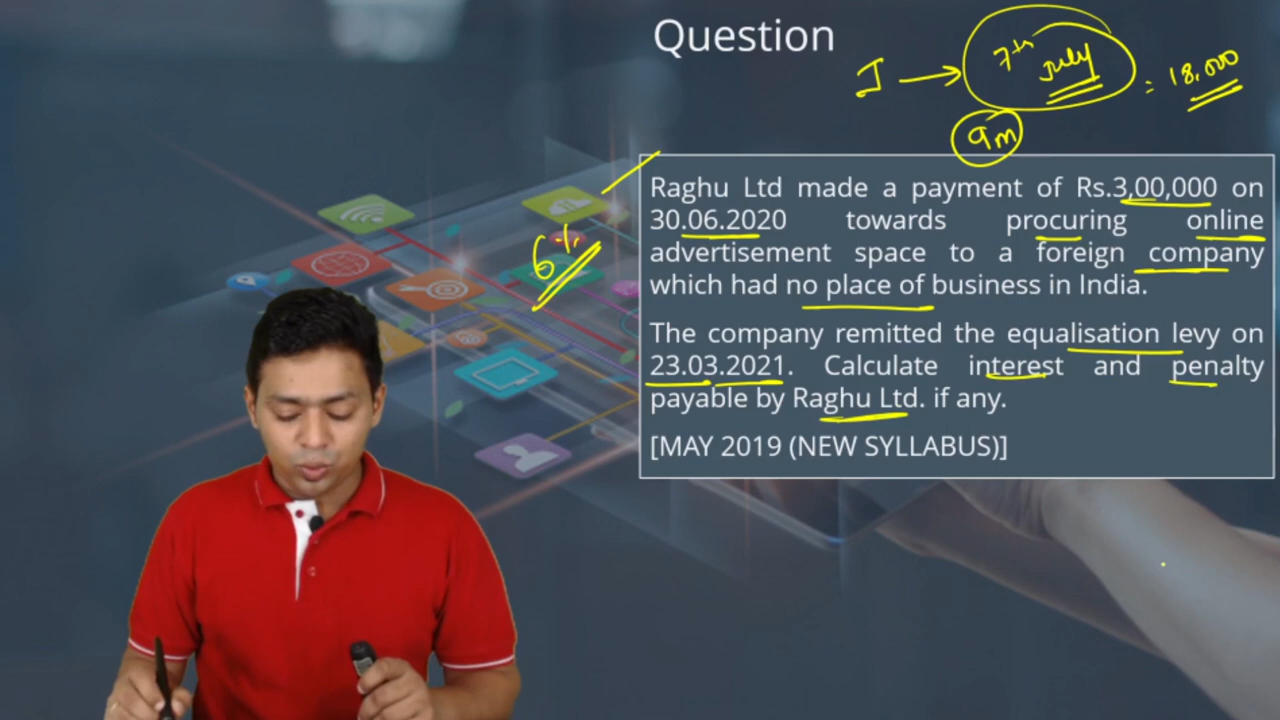 Question
J → 7th July = 18,000
9m
6%
Raghu Ltd made a payment of Rs.3,00,000 on
30.06.2020 towards procuring online
advertisement space to a foreign company
which had no place of business in India.
The company remitted the equalisation levy on
23.03.2021. Calculate interest and penalty
payable by Raghu Ltd. if any.
[MAY 2019 (NEW SYLLABUS)]